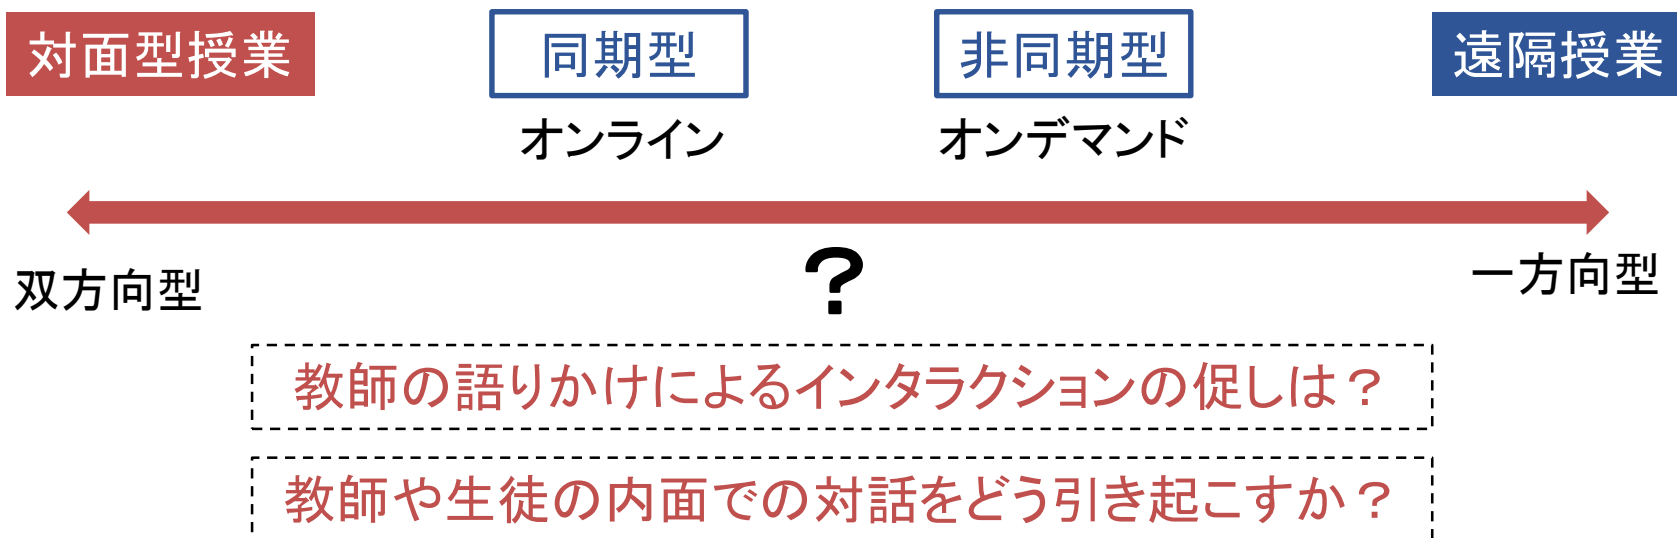 対面型授業
同期型
非同期型
遠隔授業
オンライン
オンデマンド
双方向型
?
一方向型
教師の語りかけによるインタラクションの促しは？
教師や生徒の内面での対話をどう引き起こすか？